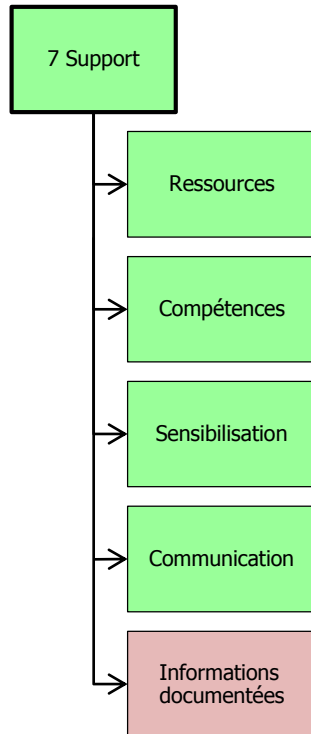 7 Support
Ressources
Compétences
Sensibilisation
Communication
Informations
documentées